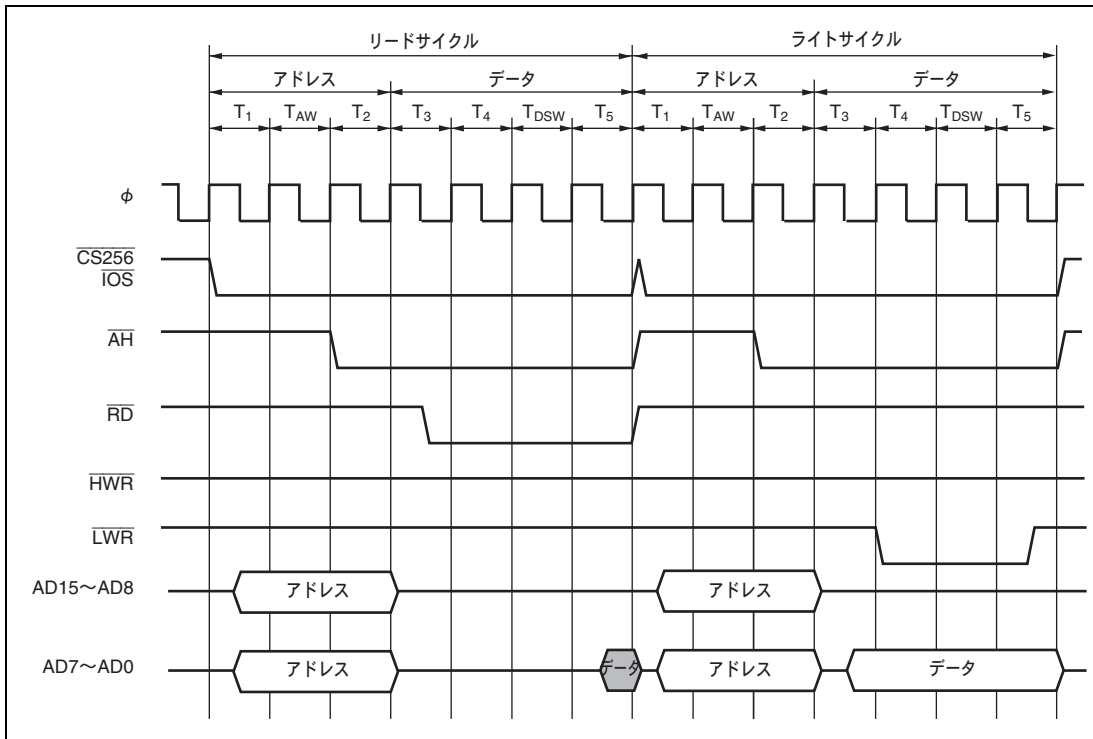 リードサイクル ライトサイクル
アドレス データ アドレス データ
T1 TAW T2 T3 T4 TDSW T5 T1 TAW T2 T3 T4 TDSW T5
φ
CS256
IOS
AH
RD
HWR
LWR
AD15～AD8 アドレス アドレス
AD7～AD0 アドレス データ アドレス データ